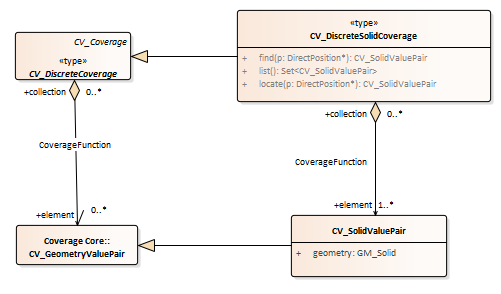 CV_Coverage
«type»
CV_DiscreteCoverage
«type»
CV_DiscreteSolidCoverage
+ find(p: DirectPosition*): CV_SolidValuePair
+ list(): Set<CV_SolidValuePair>
+ locate(p: DirectPosition*): CV_SolidValuePair
+collection 0..*
+collection 0..*
CoverageFunction
CoverageFunction
+element 0..*
+element 1..*
Coverage Core::
CV_GeometryValuePair
CV_SolidValuePair
+ geometry: GM_Solid